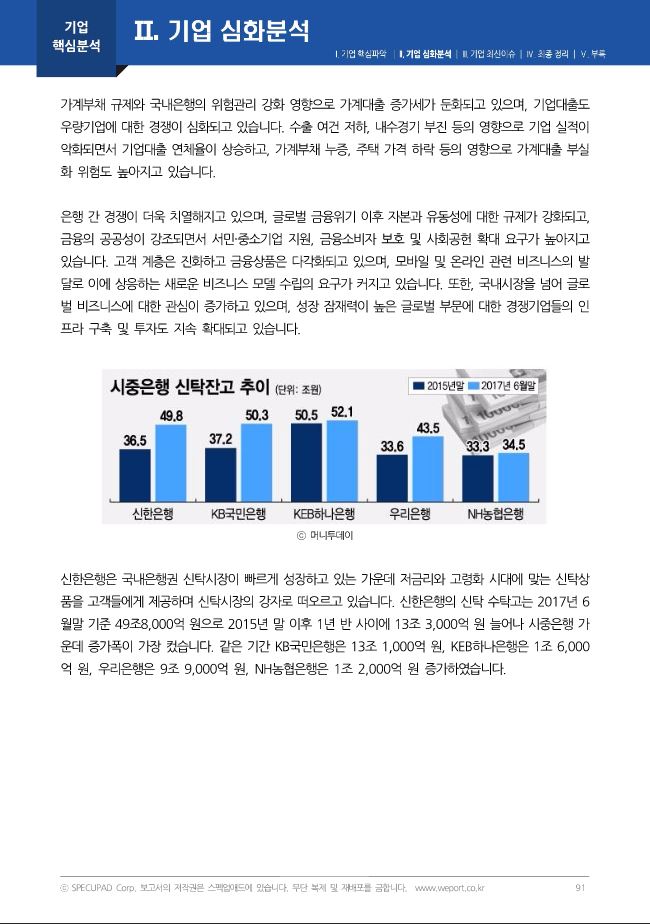 기업
핵심분석
Ⅱ. 기업 심화분석
Ⅰ. 기업 핵심파악 | Ⅱ. 기업 심화분석 | Ⅲ. 기업 최신이슈 | Ⅳ. 최종 정리 | Ⅴ. 부록
가계부채 규제와 국내은행의 위험관리 강화 영향으로 가계대출 증가세가 둔화되고 있으며, 기업대출도
우량기업에 대한 경쟁이 심화되고 있습니다. 수출 여건 저하, 내수경기 부진 등의 영향으로 기업 실적이
악화되면서 기업대출 연체율이 상승하고, 가계부채 누증, 주택 가격 하락 등의 영향으로 가계대출 부실
화 위험도 높아지고 있습니다.
은행 간 경쟁이 더욱 치열해지고 있으며, 글로벌 금융위기 이후 자본과 유동성에 대한 규제가 강화되고,
금융의 공공성이 강조되면서 서민·중소기업 지원, 금융소비자 보호 및 사회공헌 확대 요구가 높아지고
있습니다. 고객 계층은 진화하고 금융상품은 다각화되고 있으며, 모바일 및 온라인 관련 비즈니스의 발
달로 이에 상응하는 새로운 비즈니스 모델 수립의 요구가 커지고 있습니다. 또한, 국내시장을 넘어 글로
벌 비즈니스에 대한 관심이 증가하고 있으며, 성장 잠재력이 높은 글로벌 부문에 대한 경쟁기업들의 인
프라 구축 및 투자도 지속 확대되고 있습니다.
시중은행 신탁잔고 추이 (단위: 조원)
2015년말 2017년 6월말
36.5 49.8 37.2 50.3 50.5 52.1 33.6 43.5 33.3 34.5
신한은행 KB국민은행 KEB하나은행 우리은행 NH농협은행
ⓒ 머니투데이
신한은행은 국내은행권 신탁시장이 빠르게 성장하고 있는 가운데 저금리와 고령화 시대에 맞는 신탁상
품을 고객들에게 제공하며 신탁시장의 강자로 떠오르고 있습니다. 신한은행의 신탁 수탁고는 2017년 6
월말 기준 49조8,000억 원으로 2015년 말 이후 1년 반 사이에 13조 3,000억 원 늘어나 시중은행 가
운데 증가폭이 가장 컸습니다. 같은 기간 KB국민은행은 13조 1,000억 원, KEB하나은행은 1조 6,000
억 원, 우리은행은 9조 9,000억 원, NH농협은행은 1조 2,000억 원 증가하였습니다.
ⓒ SPECUPAD Corp. 보고서의 저작권은 스펙업애드에 있습니다. 무단 복제 및 재배포를 금합니다. www.weport.co.kr 91